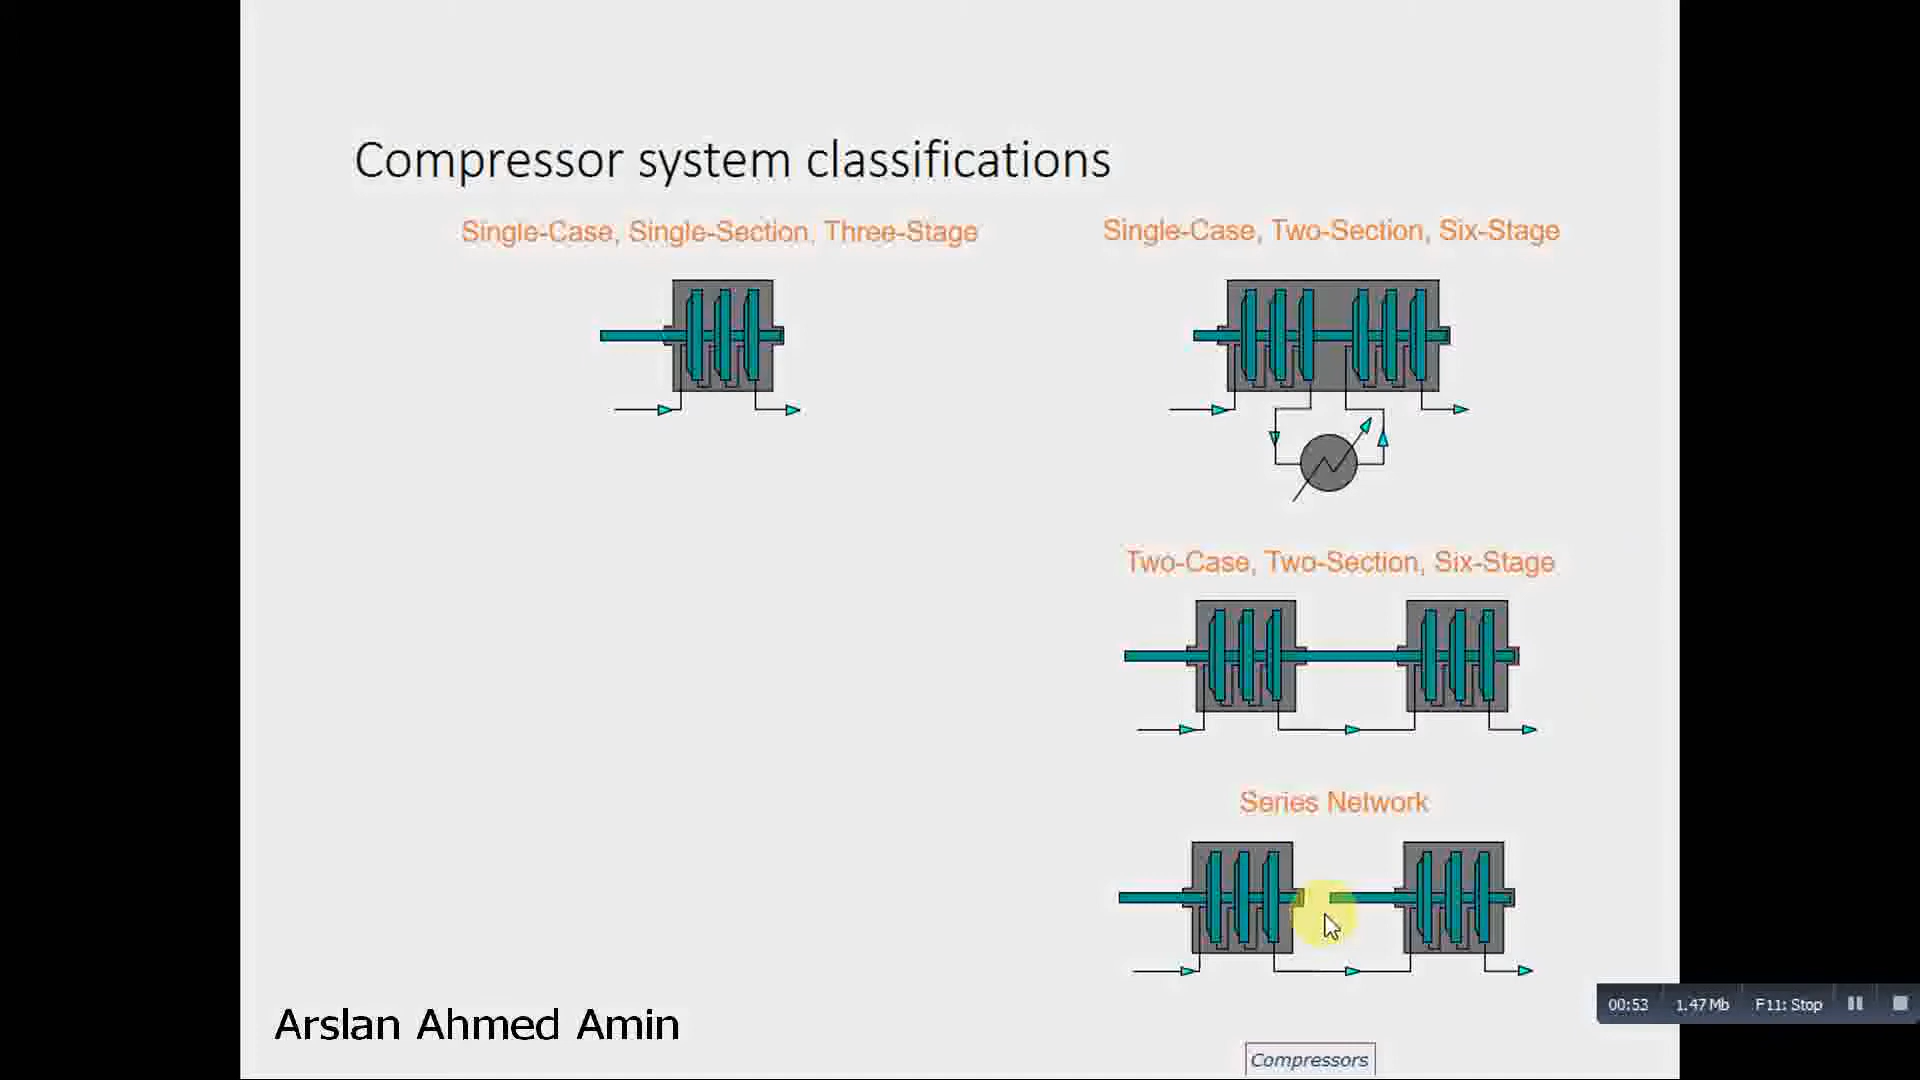 Compressor system classifications
Single-Case, Single-Section, Three-Stage
Single-Case, Two-Section, Six-Stage
Two-Case, Two-Section, Six-Stage
Series Network
Arslan Ahmed Amin
00:53 1.47 Mb F11: Stop
Compressors